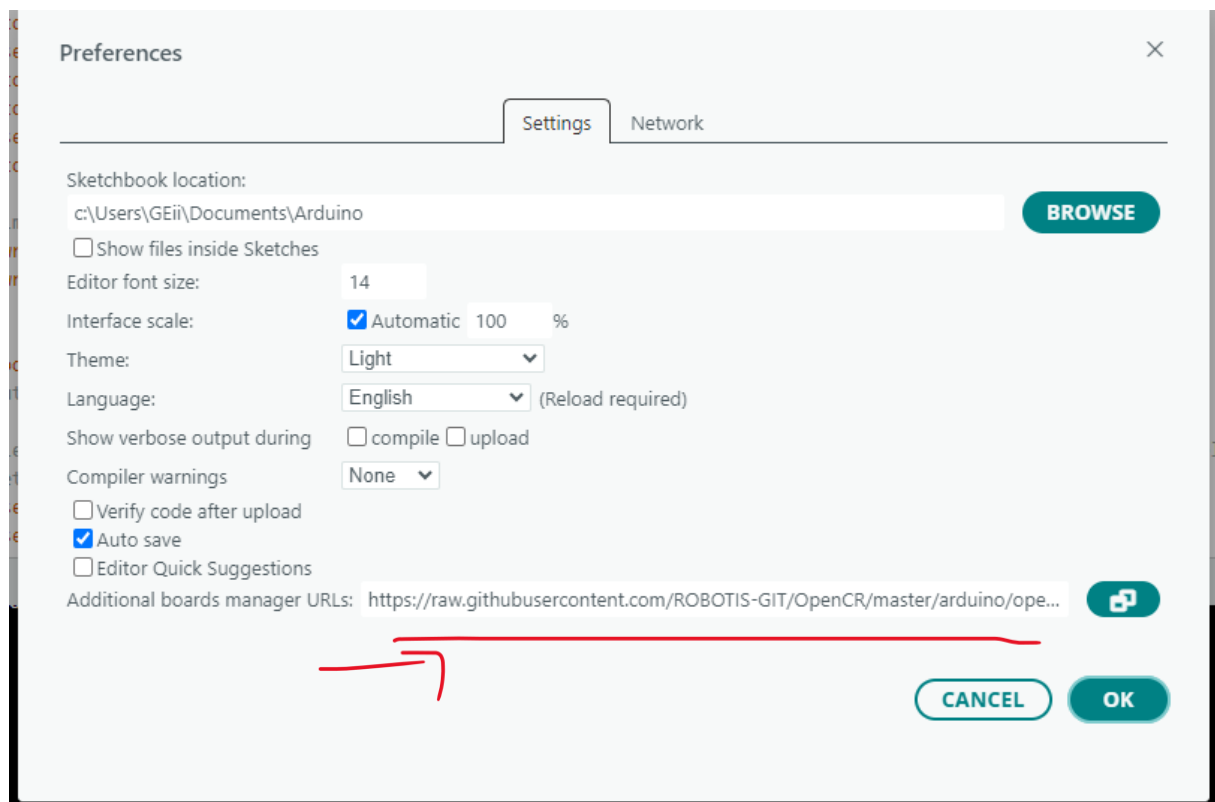 Preferences
Settings Network
Sketchbook location:
c:\Users\GEii\Documents\Arduino BROWSE
Show files inside Sketches
Editor font size: 14
Interface scale: Automatic 100 %
Theme: Light
Language: English (Reload required)
Show verbose output during compile upload
Compiler warnings None
Verify code after upload
Auto save
Editor Quick Suggestions
Additional boards manager URLs: https://raw.githubusercontent.com/ROBOTIS-GIT/OpenCR/master/arduino/ope...
CANCEL OK